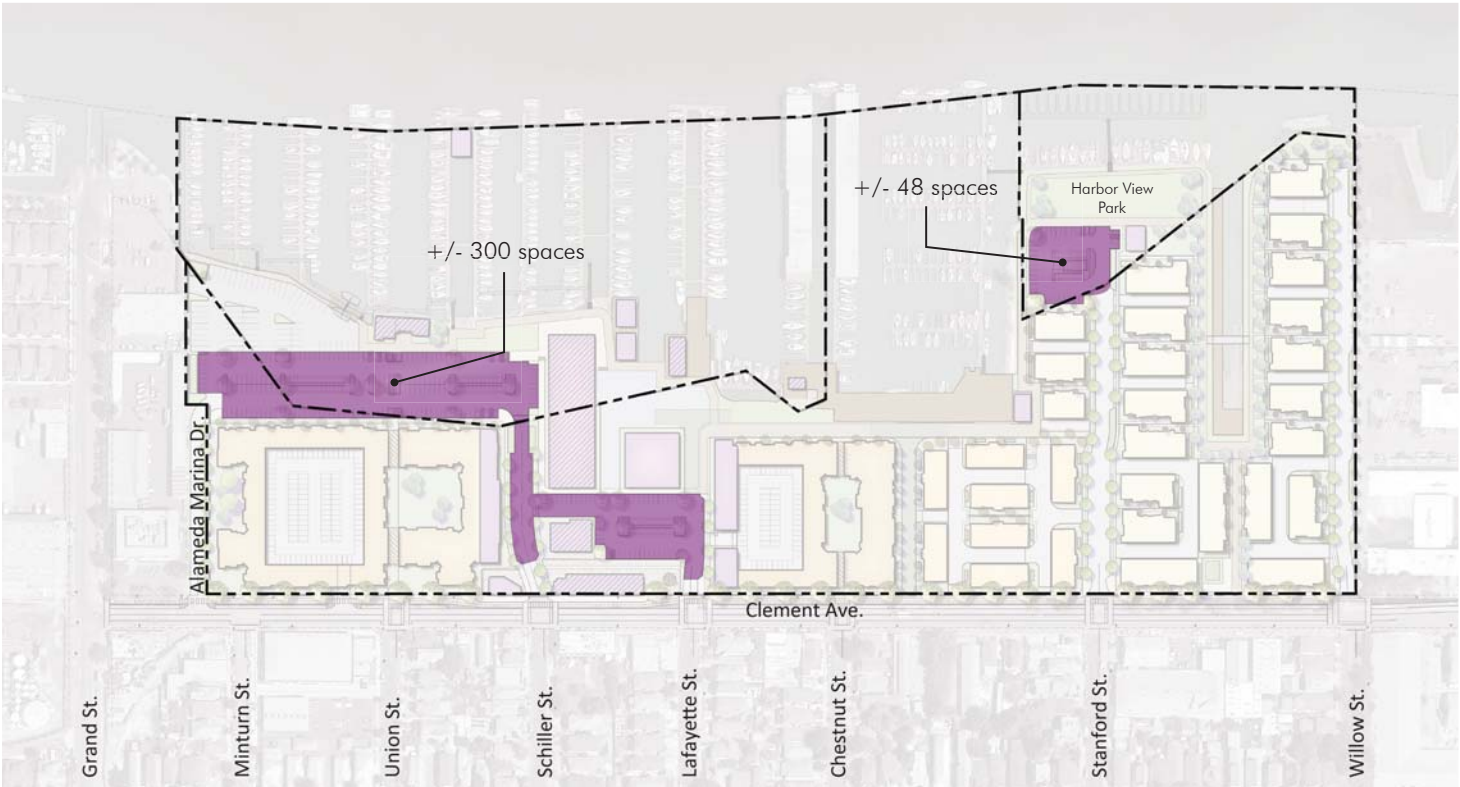 +/- 48 spaces
Harbor View
Park
+/- 300 spaces
Alameda Marina Dr.
Clement Ave.
Grand St.
Minturn St.
Union St.
Schiller St.
Lafayette St.
Chestnut St.
Stanford St.
Willow St.